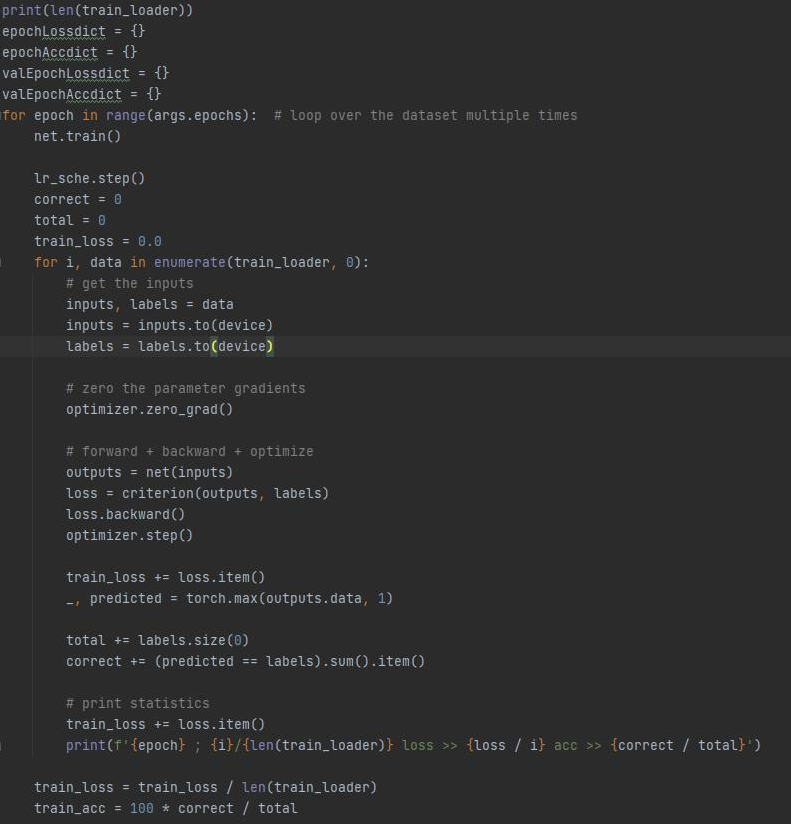 print(len(train_loader))
epochLossdict = {}
epochAccdict = {}
valEpochLossdict = {}
valEpochAccdict = {}
for epoch in range(args.epochs):  # loop over the dataset multiple times
    net.train()

    lr_sche.step()
    correct = 0
    total = 0
    train_loss = 0.0
    for i, data in enumerate(train_loader, 0):
        # get the inputs
        inputs, labels = data
        inputs = inputs.to(device)
        labels = labels.to(device)

        # zero the parameter gradients
        optimizer.zero_grad()

        # forward + backward + optimize
        outputs = net(inputs)
        loss = criterion(outputs, labels)
        loss.backward()
        optimizer.step()

        train_loss += loss.item()
        _, predicted = torch.max(outputs.data, 1)

        total += labels.size(0)
        correct += (predicted == labels).sum().item()

        # print statistics
        train_loss += loss.item()
        print(f'{epoch} ; {i}/{len(train_loader)} loss >> {loss / i} acc >> {correct / total}')

    train_loss = train_loss / len(train_loader)
    train_acc = 100 * correct / total